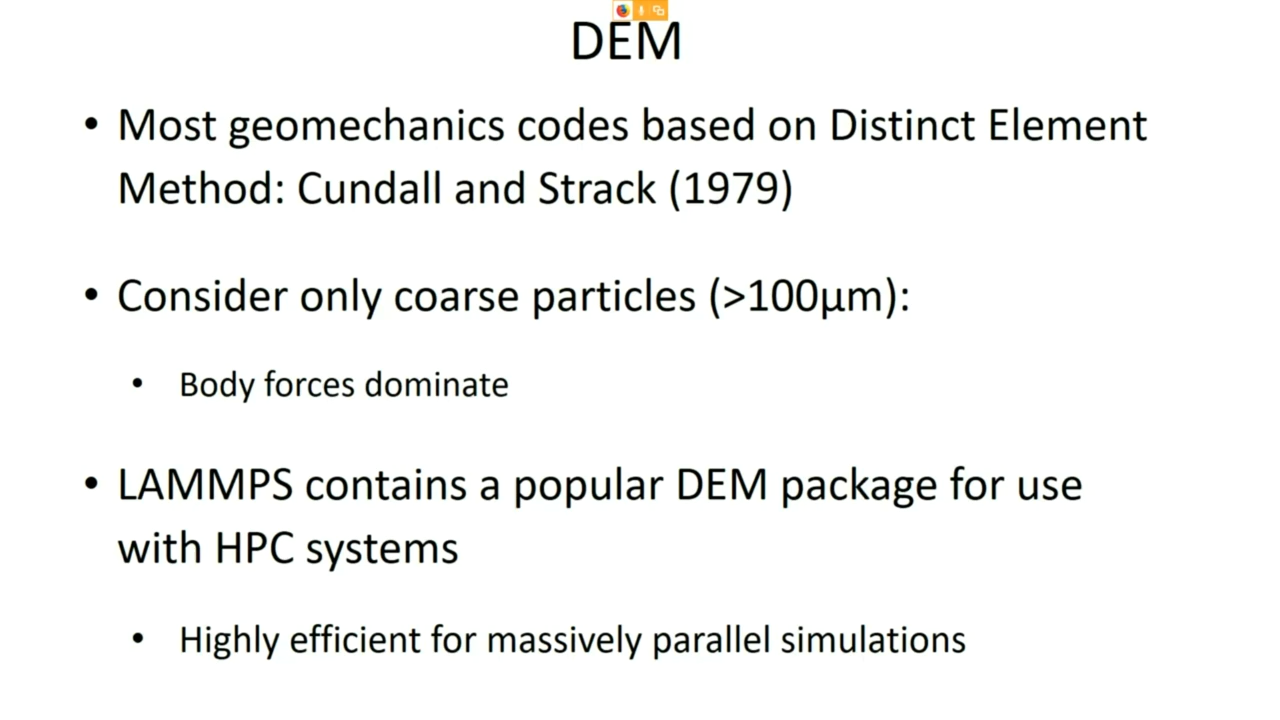 DEM
• Most geomechanics codes based on Distinct Element
Method: Cundall and Strack (1979)
• Consider only coarse particles (>100µm):
• Body forces dominate
• LAMMPS contains a popular DEM package for use
with HPC systems
• Highly efficient for massively parallel simulations